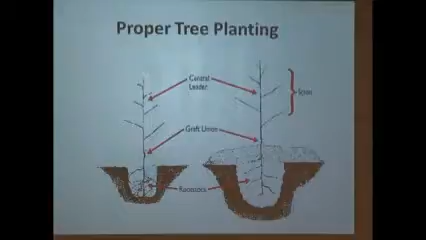 Proper Tree Planting
Central
Leader
Scion
Graft Union
Rootstock